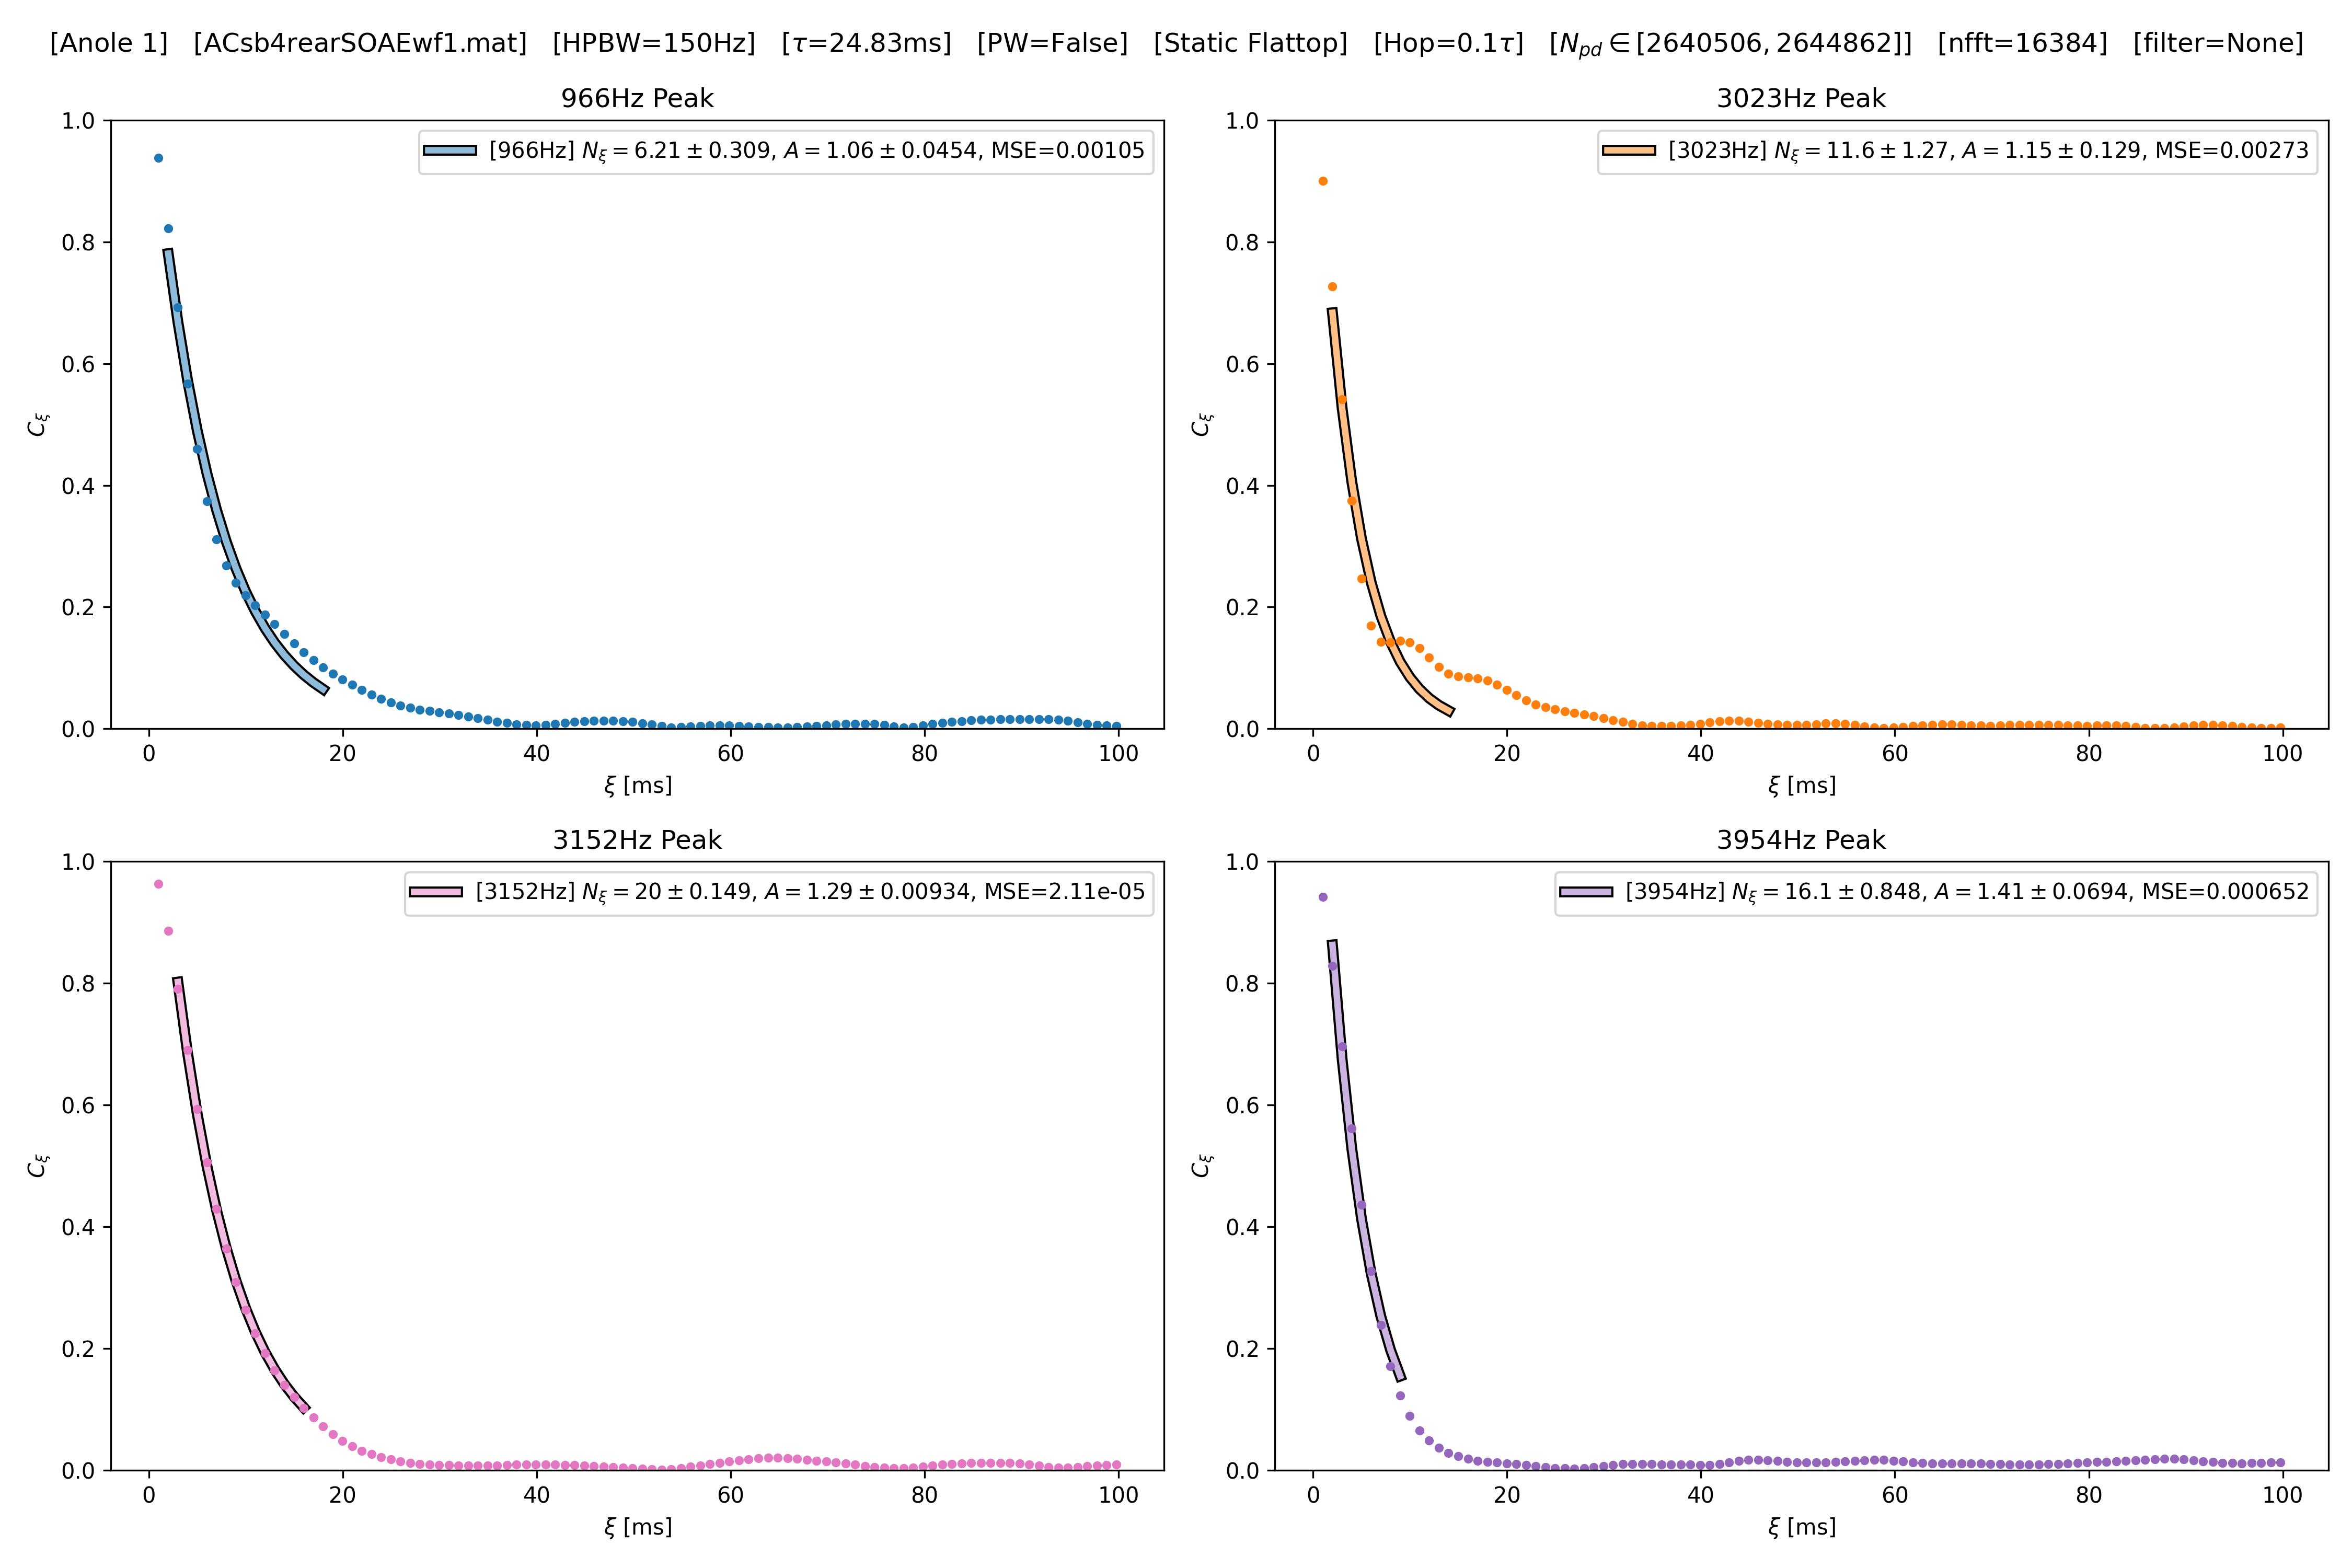 [Anole 1] [ACsb4rearSOAEwf1.mat] [HPBW=150Hz] [τ=24.83ms] [PW=False] [Static Flattop] [Hop=0.1τ] [N_pd ∈ [2640506, 2644862]] [nfft=16384] [filter=None]
966Hz Peak
[966Hz] N_ξ = 6.21 ± 0.309, A = 1.06 ± 0.0454, MSE=0.00105
1.0
0.8
0.6
0.4
0.2
0.0
C_ξ
0 20 40 60 80 100
ξ [ms]
3023Hz Peak
[3023Hz] N_ξ = 11.6 ± 1.27, A = 1.15 ± 0.129, MSE=0.00273
1.0
0.8
0.6
0.4
0.2
0.0
C_ξ
0 20 40 60 80 100
ξ [ms]
3152Hz Peak
[3152Hz] N_ξ = 20 ± 0.149, A = 1.29 ± 0.00934, MSE=2.11e-05
1.0
0.8
0.6
0.4
0.2
0.0
C_ξ
0 20 40 60 80 100
ξ [ms]
3954Hz Peak
[3954Hz] N_ξ = 16.1 ± 0.848, A = 1.41 ± 0.0694, MSE=0.000652
1.0
0.8
0.6
0.4
0.2
0.0
C_ξ
0 20 40 60 80 100
ξ [ms]